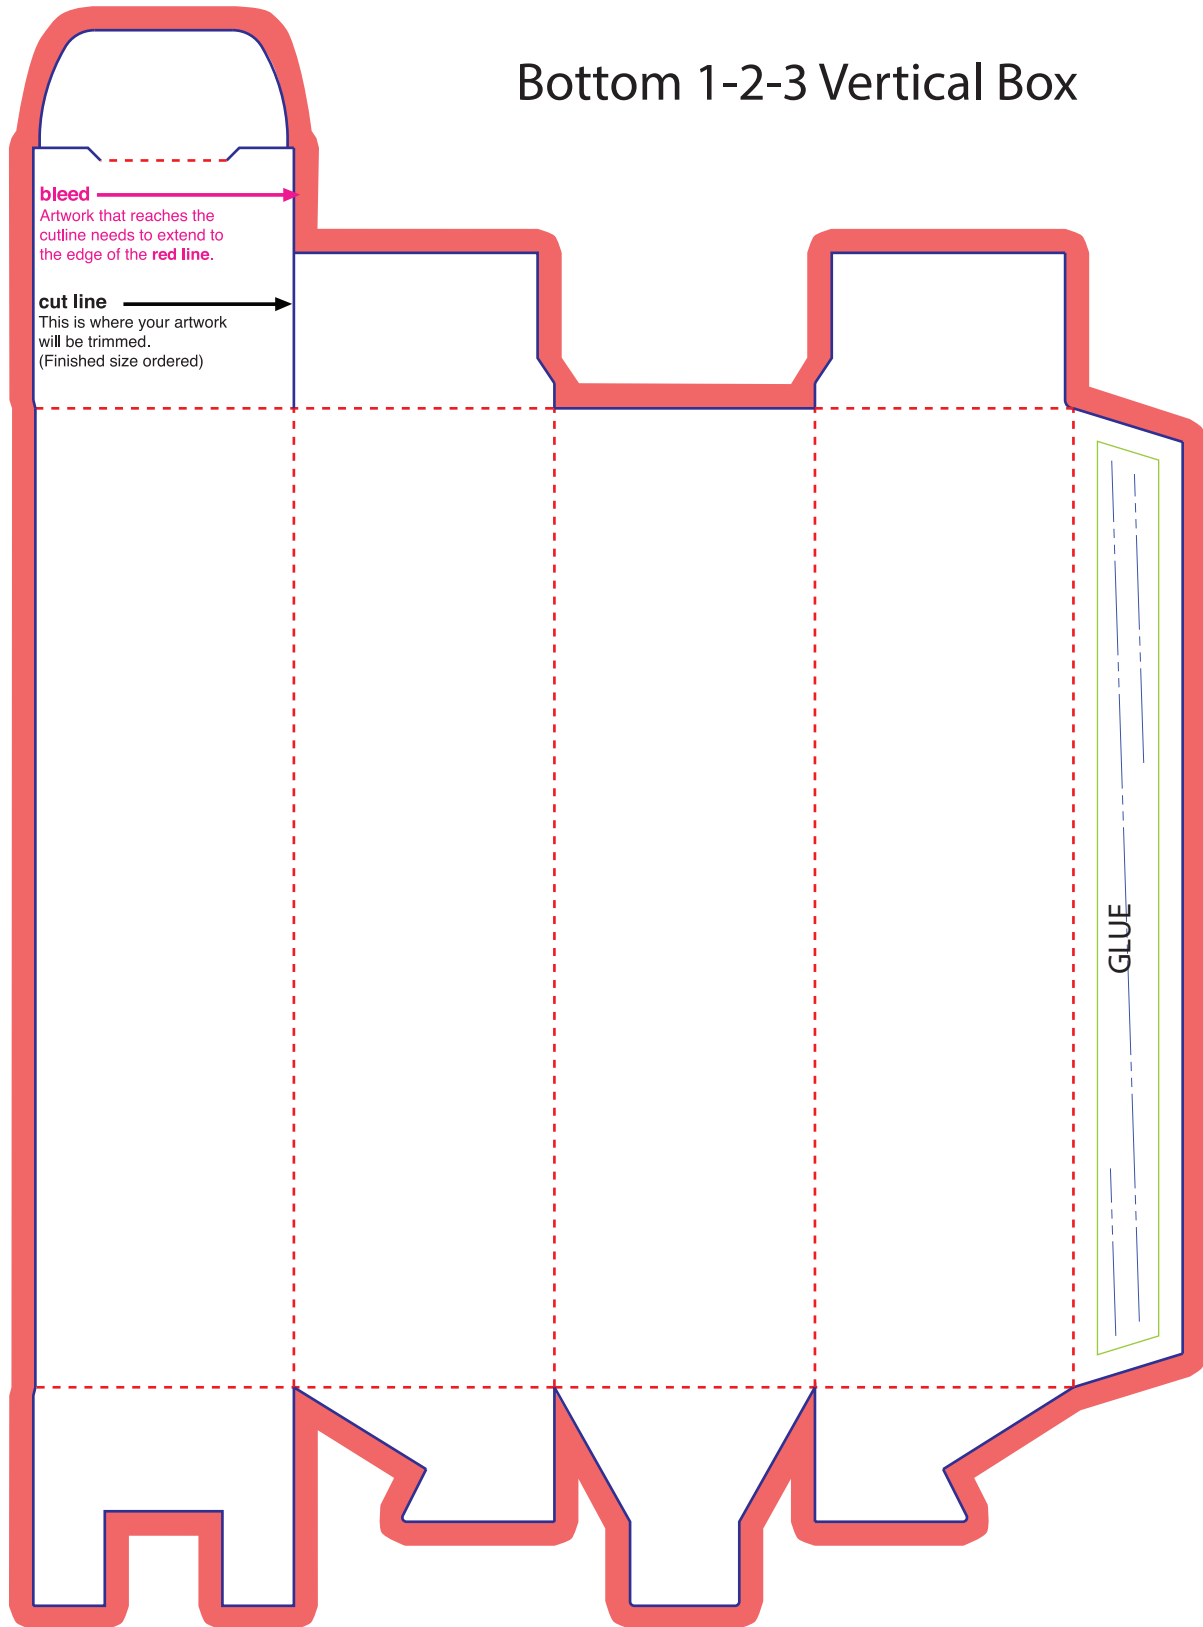 Bottom 1-2-3 Vertical Box
bleed
Artwork that reaches the
cutline needs to extend to
the edge of the red line.
cut line
This is where your artwork
will be trimmed.
(Finished size ordered)
GLUE